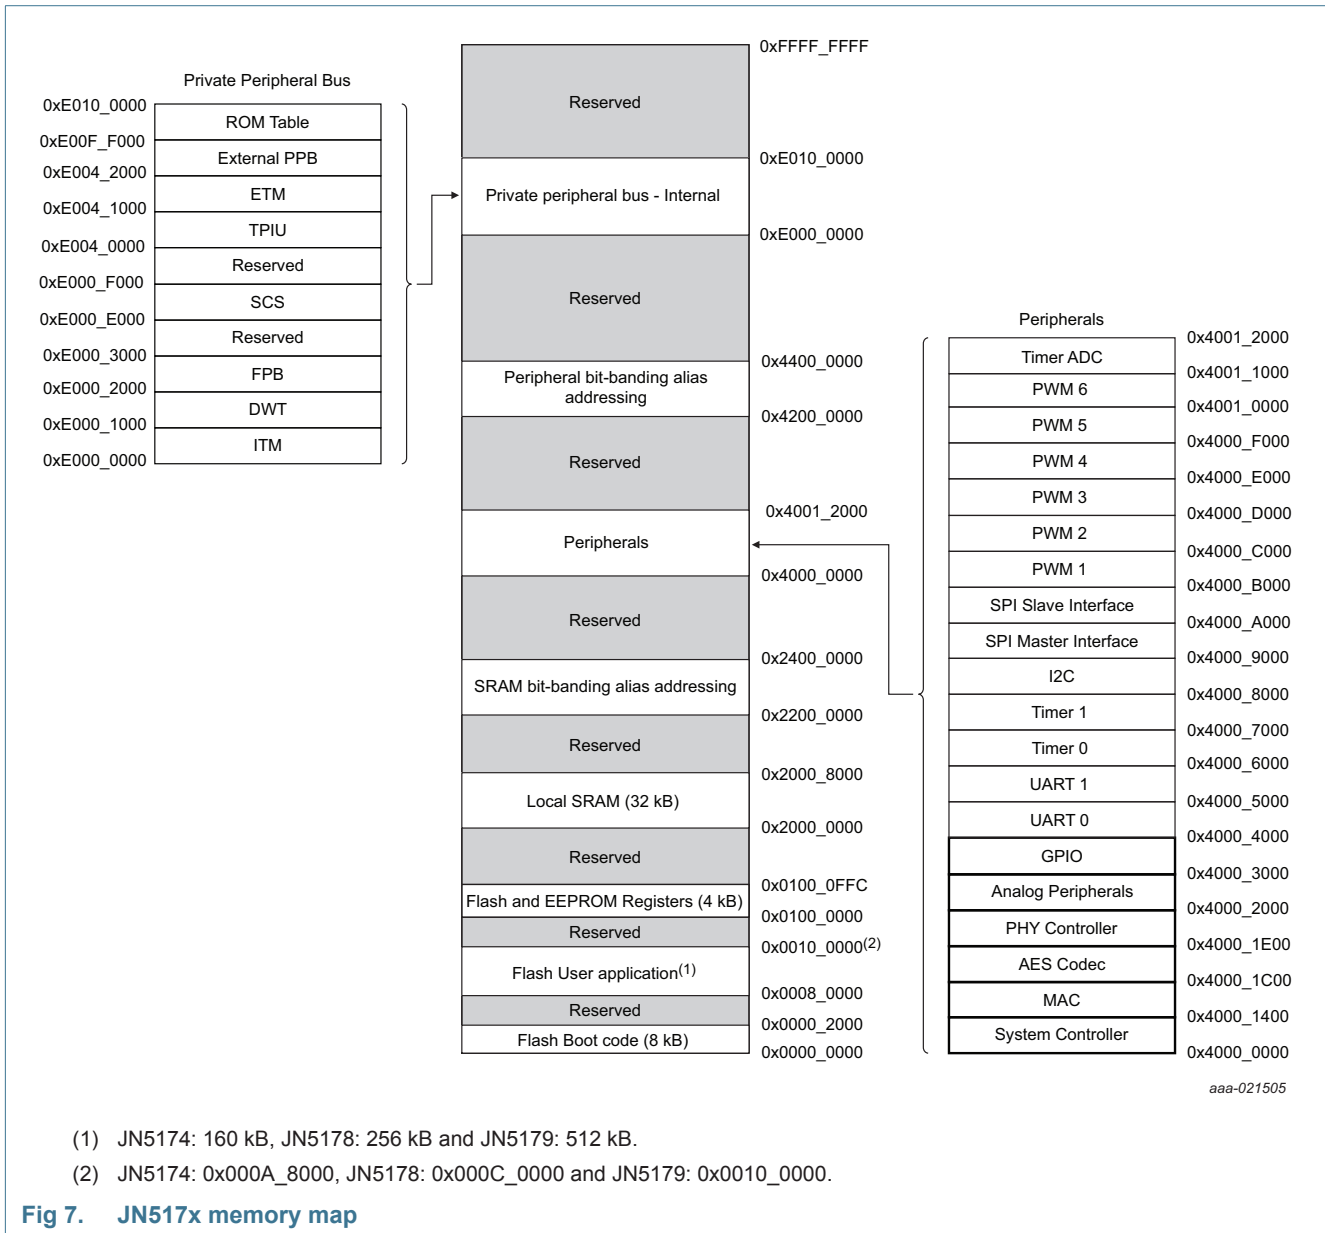 Private Peripheral Bus
0xE010_0000
ROM Table
0xE00F_F000
External PPB
0xE004_2000
ETM
0xE004_1000
TPIU
0xE004_0000
Reserved
0xE000_F000
SCS
0xE000_E000
Reserved
0xE000_3000
FPB
0xE000_2000
DWT
0xE000_1000
ITM
0xE000_0000
0xFFFF_FFFF
Reserved
0xE010_0000
Private peripheral bus - Internal
0xE000_0000
Reserved
0x4400_0000
Peripheral bit-banding alias
addressing
0x4200_0000
Reserved
0x4001_2000
Peripherals
0x4000_0000
Reserved
0x2400_0000
SRAM bit-banding alias addressing
0x2200_0000
Reserved
0x2000_8000
Local SRAM (32 kB)
0x2000_0000
Reserved
0x0100_0FFC
Flash and EEPROM Registers (4 kB)
0x0100_0000
Reserved
0x0010_0000(2)
Flash User application(1)
0x0008_0000
Reserved
0x0000_2000
Flash Boot code (8 kB)
0x0000_0000
Peripherals
0x4001_2000
Timer ADC
0x4001_1000
PWM 6
0x4001_0000
PWM 5
0x4000_F000
PWM 4
0x4000_E000
PWM 3
0x4000_D000
PWM 2
0x4000_C000
PWM 1
0x4000_B000
SPI Slave Interface
0x4000_A000
SPI Master Interface
0x4000_9000
I2C
0x4000_8000
Timer 1
0x4000_7000
Timer 0
0x4000_6000
UART 1
0x4000_5000
UART 0
0x4000_4000
GPIO
0x4000_3000
Analog Peripherals
0x4000_2000
PHY Controller
0x4000_1E00
AES Codec
0x4000_1C00
MAC
0x4000_1400
System Controller
0x4000_0000
aaa-021505
(1) JN5174: 160 kB, JN5178: 256 kB and JN5179: 512 kB.
(2) JN5174: 0x000A_8000, JN5178: 0x000C_0000 and JN5179: 0x0010_0000.
Fig 7. JN517x memory map